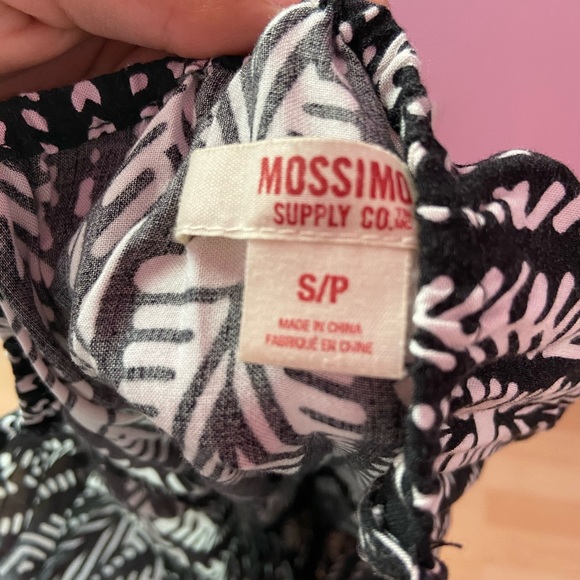 MOSSIMO
SUPPLY CO.
S/P
MADE IN CHINA
FABRIQUÉ EN CHINE